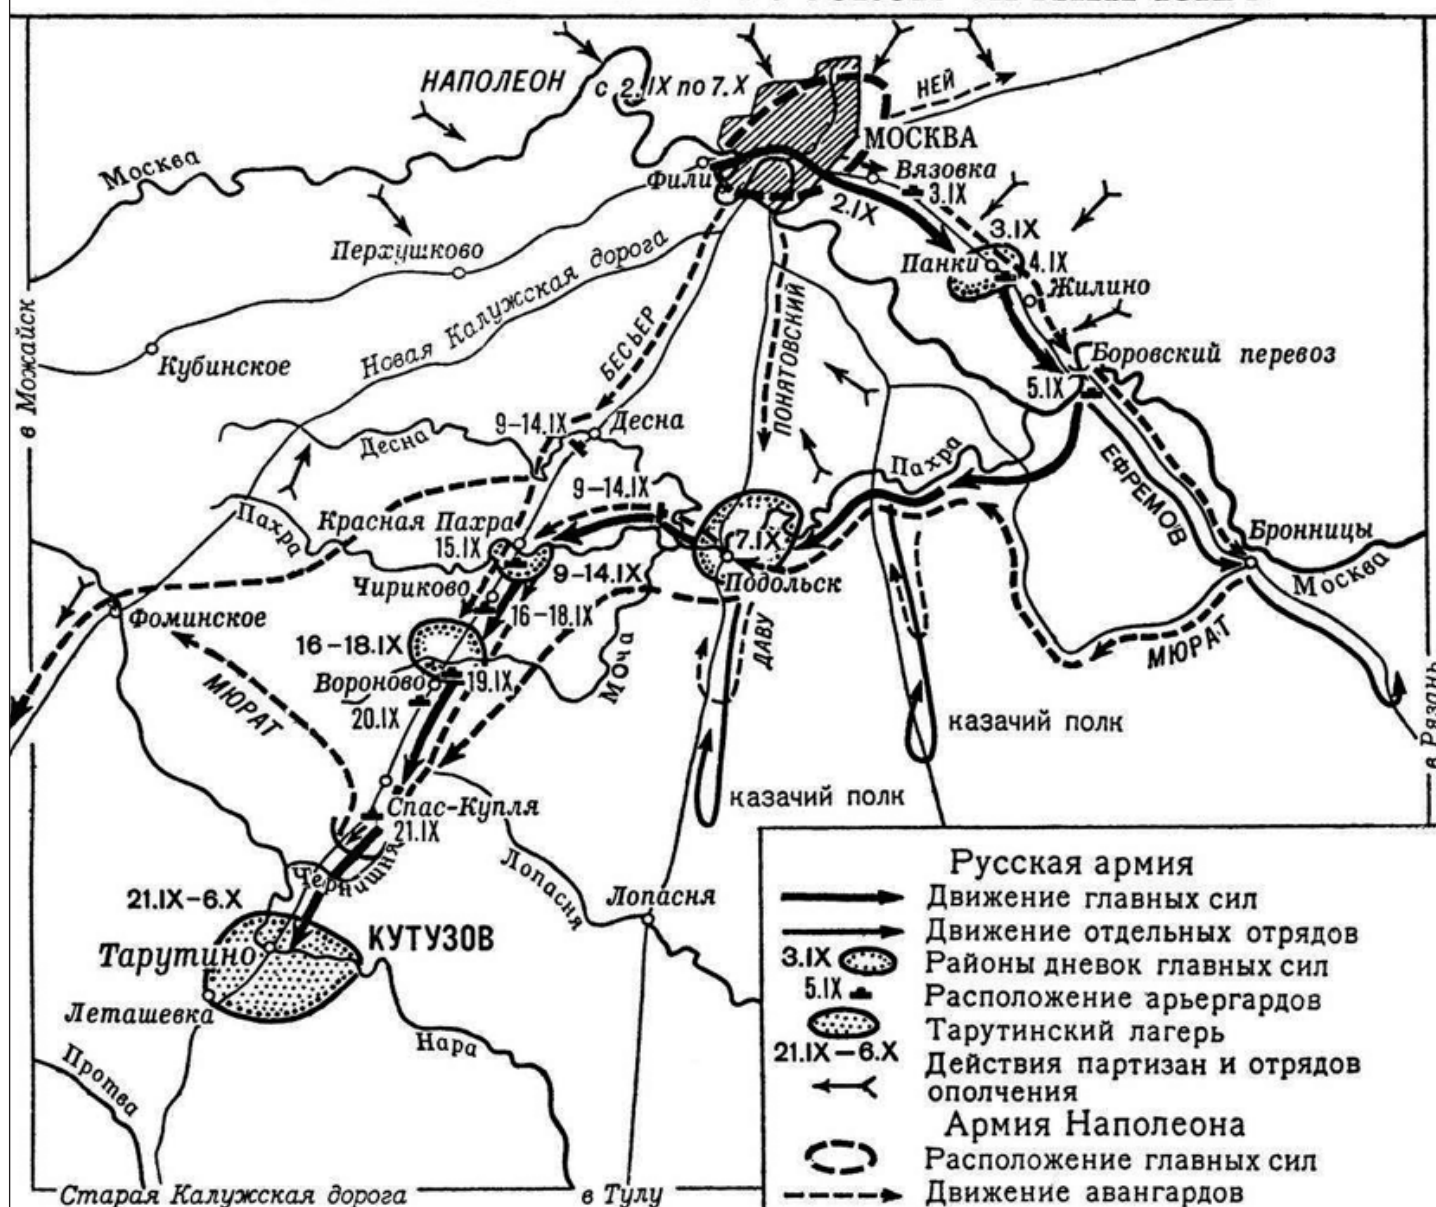 НАПОЛЕОН
с 2.IX по 7.X
НЕЙ
МОСКВА
Москва
Фили
Вязовка
3.IX
2.IX
3.IX
Перхушково
Новая Калужская дорога
Панки
4.IX
Жилино
в Можайск
Кубинское
БЕСЬЕР
ПОНЯТОВСКИЙ
Боровский перевоз
5.IX
9–14.IX
Десна
Десна
Пахра
ЕФРЕМОВ
9–14.IX
Пахра
Красная Пахра
15.IX
7.IX
Бронницы
Москва
9–14.IX
Подольск
Чириково
16–18.IX
Фоминское
16–18.IX
Моча
ДАВУ
МЮРАТ
МЮРАТ
Вороново
19.IX
20.IX
казачий полк
в Рязань
казачий полк
Спас-Купля
21.IX
Чернишня
Лопасня
Лопасня
21.IX–6.X
КУТУЗОВ
Тарутино
Леташевка
Нара
Протва
Старая Калужская дорога
в Тулу
Русская армия
Движение главных сил
Движение отдельных отрядов
3.IX Районы дневок главных сил
5.IX Расположение арьергардов
Тарутинский лагерь
21.IX–6.X
Действия партизан и отрядов
ополчения
Армия Наполеона
Расположение главных сил
Движение авангардов